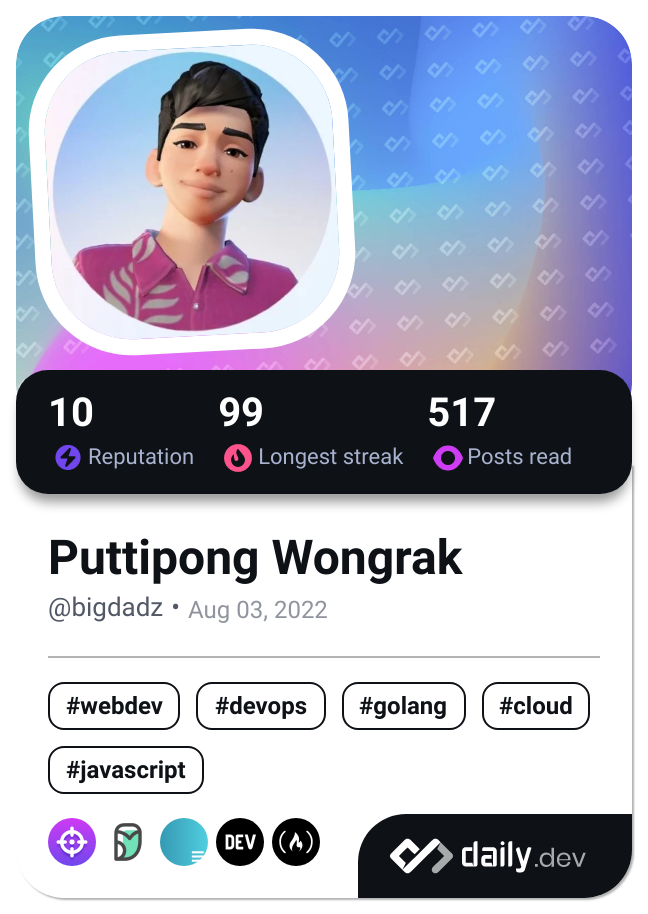 10 99 517
Reputation Longest streak Posts read
Puttipong Wongrak
@bigdadz • Aug 03, 2022
#webdev #devops #golang #cloud
#javascript
DEV
daily.dev